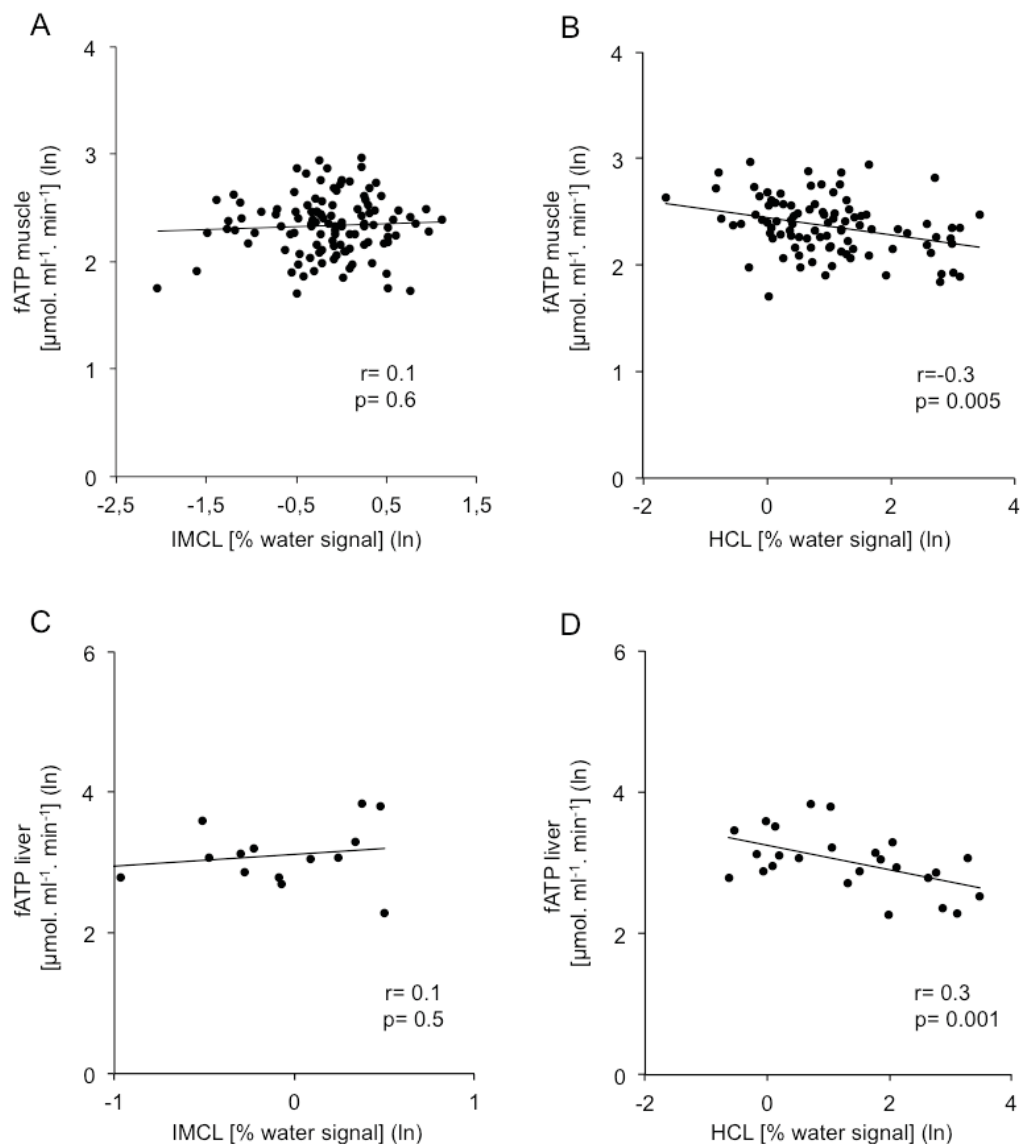 A
4
3
2
1
0
fATP muscle
[µmol. ml⁻¹. min⁻¹] (ln)
r= 0.1
p= 0.6
-2,5
-1,5
-0,5
0,5
1,5
IMCL [% water signal] (ln)
B
4
3
2
1
0
fATP muscle
[µmol. ml⁻¹. min⁻¹] (ln)
r=-0.3
p= 0.005
-2
0
2
4
HCL [% water signal] (ln)
C
6
4
2
0
fATP liver
[µmol. ml⁻¹. min⁻¹] (ln)
r= 0.1
p= 0.5
-1
0
1
IMCL [% water signal] (ln)
D
6
4
2
0
fATP liver
[µmol. ml⁻¹. min⁻¹] (ln)
r= 0.3
p= 0.001
-2
0
2
4
HCL [% water signal] (ln)